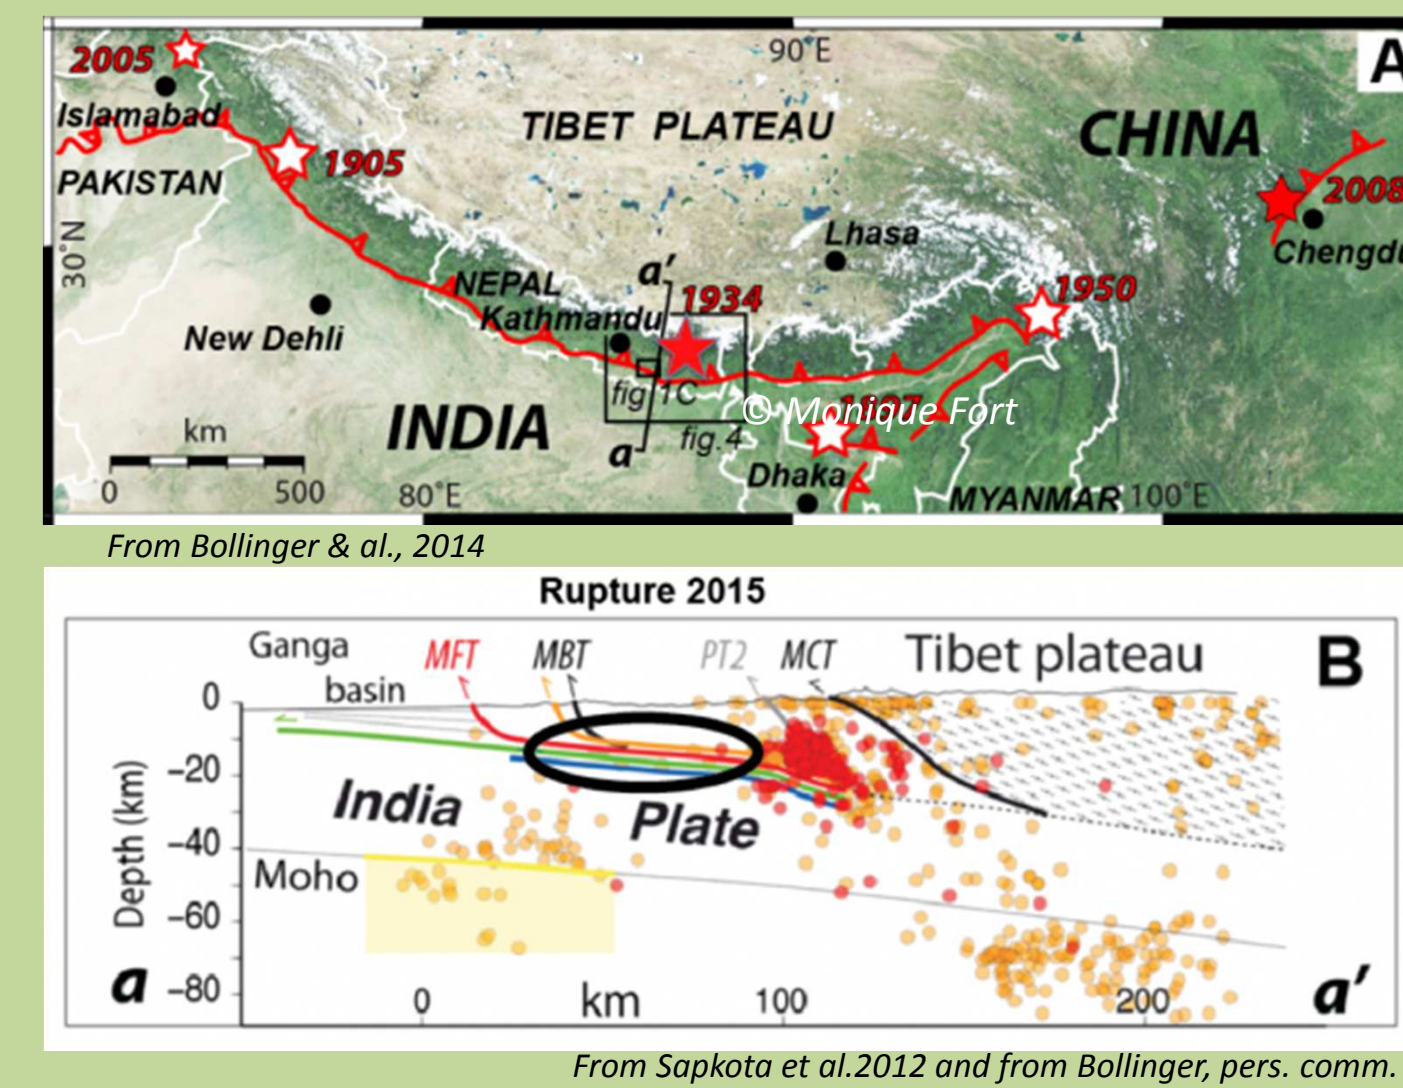 90°E
A
2005
Islamabad
TIBET PLATEAU
CHINA
1905
PAKISTAN
2008
Lhasa
Chengdu
30°N
a'
NEPAL
1934
1950
Kathmandu
New Dehli
fig 1C
1897
© Monique Fort
INDIA
km
fig.4
a
Dhaka
0 500
80°E
MYANMAR
100°E
From Bollinger & al., 2014
Rupture 2015
Ganga
basin
MFT
MBT
PT2
MCT
Tibet plateau
B
0
-20
-40
-60
-80
Depth (km)
India
Plate
Moho
a
0 km 100 200
a'
From Sapkota et al.2012 and from Bollinger, pers. comm.